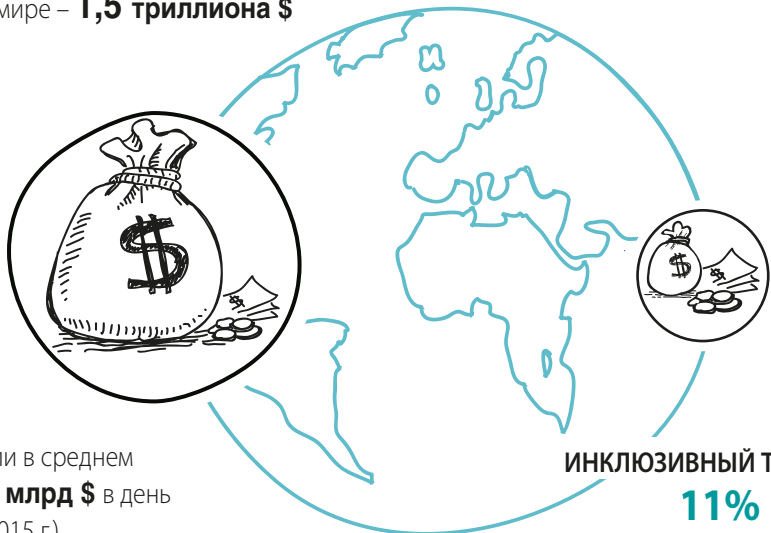 мире – 1,5 триллиона $
$
$
$
$
в среднем
млрд $ в день
ИНКЛЮЗИВНЫЙ
11%